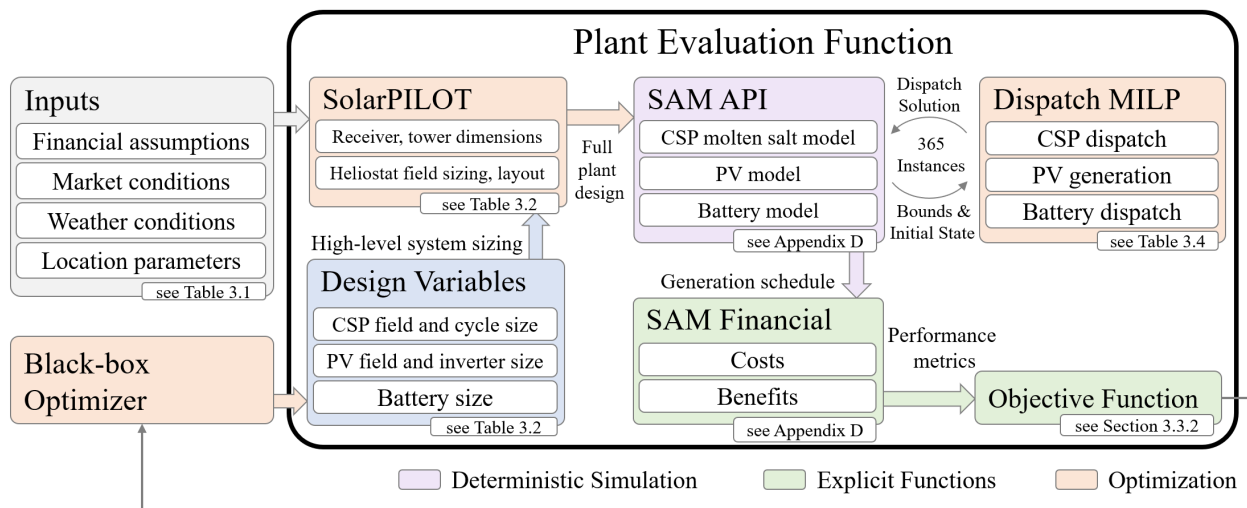 Plant Evaluation Function
Inputs
Financial assumptions
Market conditions
Weather conditions
Location parameters
see Table 3.1
Black-box
Optimizer
SolarPILOT
Receiver, tower dimensions
Heliostat field sizing, layout
see Table 3.2
High-level system sizing
Design Variables
CSP field and cycle size
PV field and inverter size
Battery size
see Table 3.2
Full
plant
design
SAM API
CSP molten salt model
PV model
Battery model
see Appendix D
Dispatch
Solution
365
Instances
Bounds &
Initial State
Dispatch MILP
CSP dispatch
PV generation
Battery dispatch
see Table 3.4
Generation schedule
SAM Financial
Costs
Benefits
see Appendix D
Performance
metrics
Objective Function
see Section 3.3.2
Deterministic Simulation
Explicit Functions
Optimization